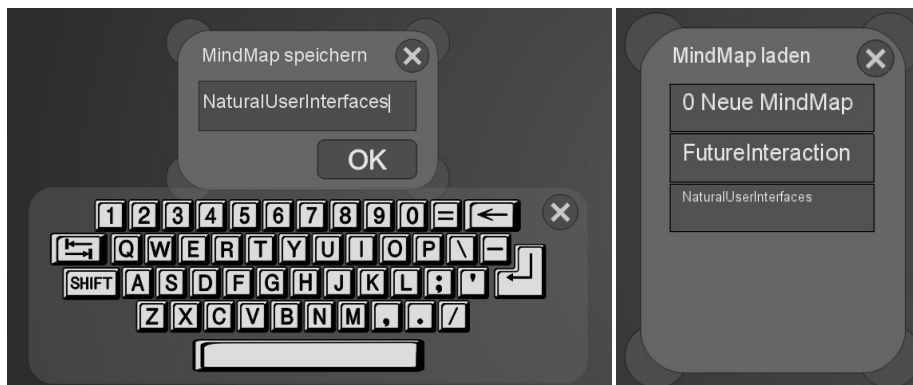 MindMap speichern
NaturalUserInterfaces
OK
1 2 3 4 5 6 7 8 9 0 =
Q W E R T Y U I O P \ –
SHIFT A S D F G H J K L ; '
Z X C V B N M , . /
MindMap laden
0 Neue MindMap
FutureInteraction
NaturalUserInterfaces